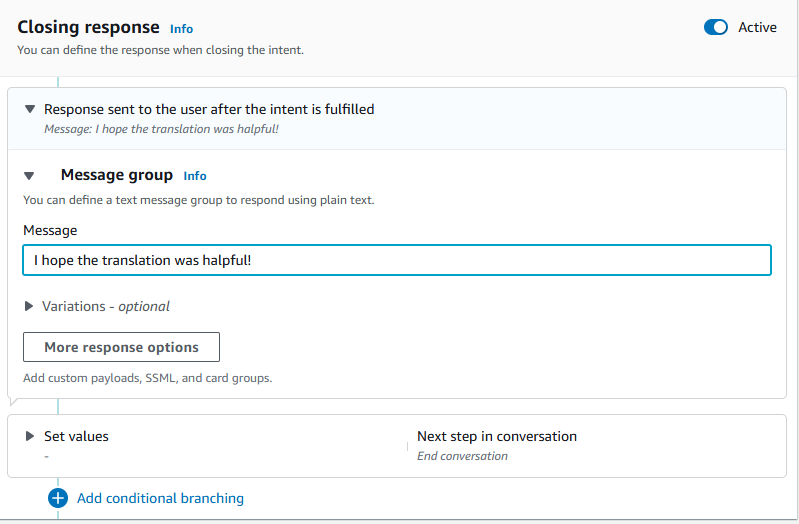 Closing response Info
Active
You can define the response when closing the intent.
Response sent to the user after the intent is fulfilled
Message: I hope the translation was halpful!
Message group Info
You can define a text message group to respond using plain text.
Message
I hope the translation was halpful!
Variations - optional
More response options
Add custom payloads, SSML, and card groups.
Set values
-
Next step in conversation
End conversation
Add conditional branching